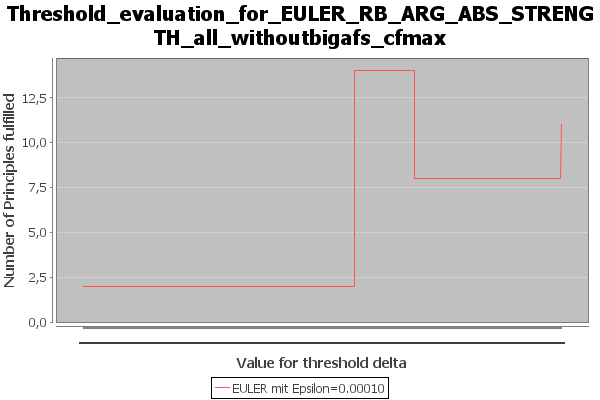 Threshold_evaluation_for_EULER_RB_ARG_ABS_STRENG
TH_all_withoutbigafs_cfmax
Number of Principles fulfilled
12,5
10,0
7,5
5,0
2,5
0,0
Value for threshold delta
EULER mit Epsilon=0.00010